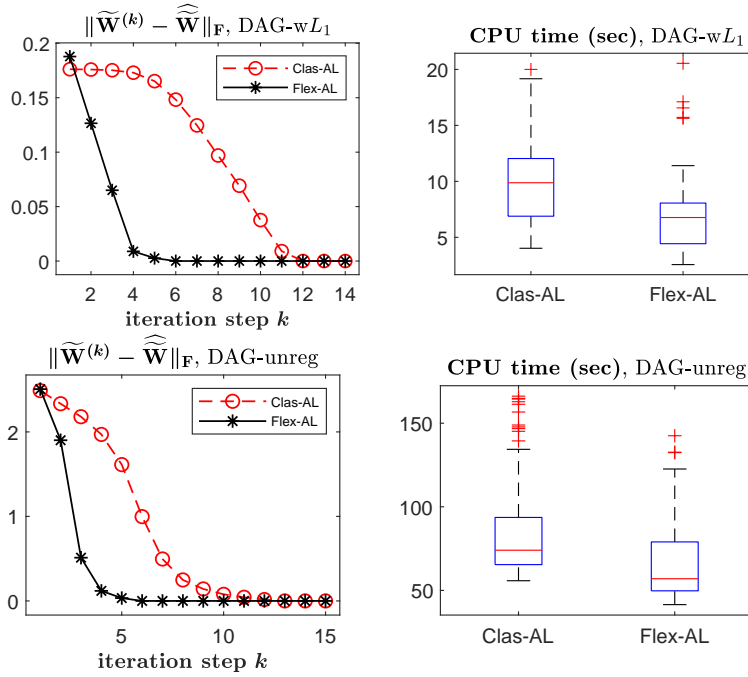 ‖W̃^(k) − Ŵ̃‖_F, DAG-wL₁
0.2
0.15
0.1
0.05
0
2 4 6 8 10 12 14
iteration step k
Clas-AL
Flex-AL
CPU time (sec), DAG-wL₁
20
15
10
5
Clas-AL Flex-AL
‖W̃^(k) − Ŵ̃‖_F, DAG-unreg
2
1
0
5 10 15
iteration step k
Clas-AL
Flex-AL
CPU time (sec), DAG-unreg
150
100
50
Clas-AL Flex-AL